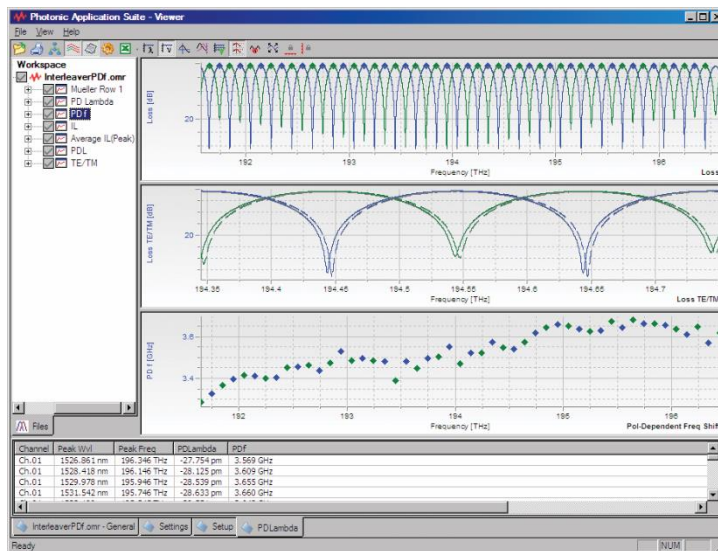 Photonic Application Suite - Viewer
File View Help
Workspace
InterleaverPDf.omr
Mueller Row 1
PD Lambda
PD f
IL
Average IL(Peak)
PDL
TE/TM
Files
Loss [dB]
20
192 193 194 195 196
Frequency [THz]
Loss
Loss TE/TM [dB]
20
194.35 194.4 194.45 194.5 194.55 194.6 194.65 194.7
Frequency [THz]
Loss TE/TM
PD f [GHz]
3.6
3.4
192 193 194 195 196
Frequency [THz]
Pol-Dependent Freq Shift
Channel Peak Wvl Peak Freq PDLambda PDf
Ch.01 1526.861 nm 196.346 THz -27.754 pm 3.569 GHz
Ch.01 1528.418 nm 196.146 THz -28.125 pm 3.609 GHz
Ch.01 1529.978 nm 195.946 THz -28.539 pm 3.655 GHz
Ch.01 1531.542 nm 195.746 THz -28.633 pm 3.660 GHz
InterleaverPDf.omr - General Settings Setup PDLambda
Ready NUM